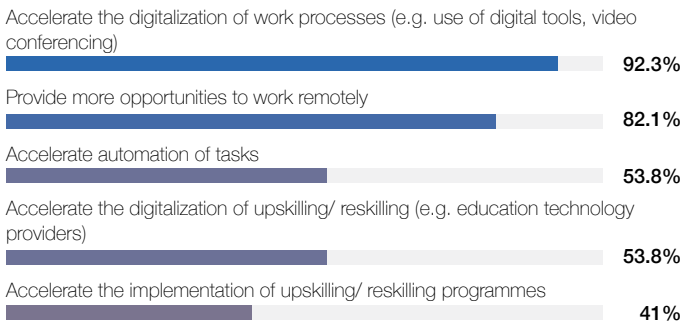 Accelerate the digitalization of work processes (e.g. use of digital tools, video
conferencing)
92.3%
Provide more opportunities to work remotely
82.1%
Accelerate automation of tasks
53.8%
Accelerate the digitalization of upskilling/ reskilling (e.g. education technology
providers)
53.8%
Accelerate the implementation of upskilling/ reskilling programmes
41%